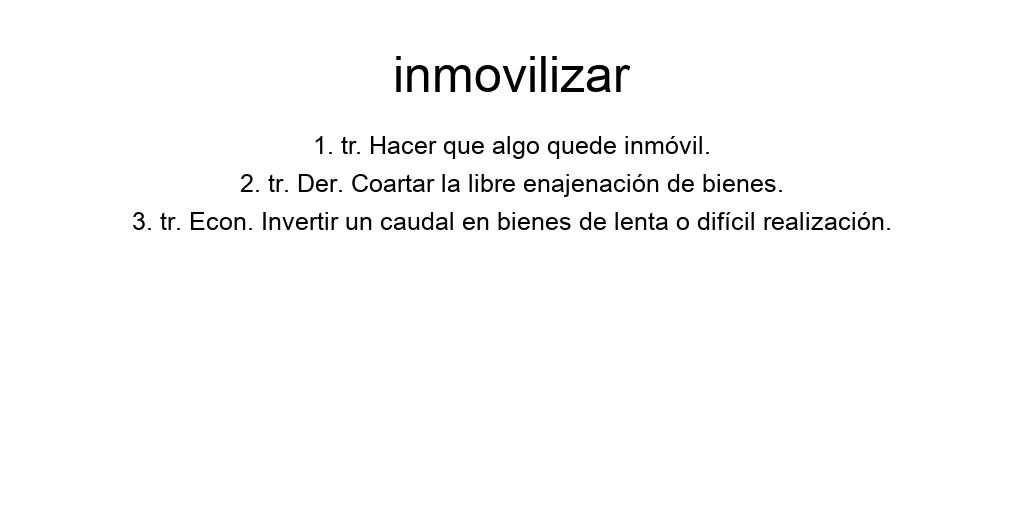 inmovilizar
1. tr. Hacer que algo quede inmóvil.
2. tr. Der. Coartar la libre enajenación de bienes.
3. tr. Econ. Invertir un caudal en bienes de lenta o difícil realización.